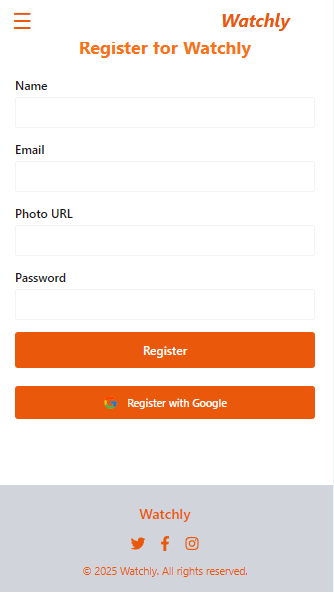 Watchly
Register for Watchly
Name
Email
Photo URL
Password
Register
Register with Google
Watchly
© 2025 Watchly. All rights reserved.